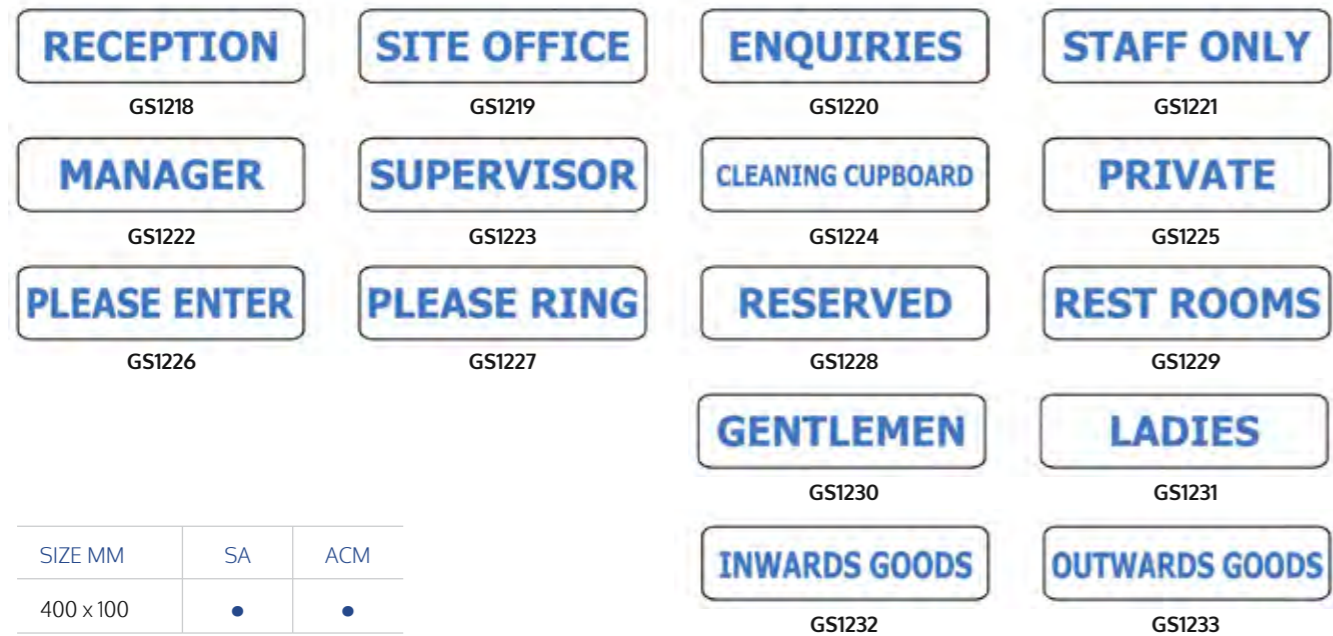 RECEPTION SITE OFFICE ENQUIRIES STAFF ONLY
GS1218 GS1219 GS1220 GS1221
MANAGER SUPERVISOR CLEANING CUPBOARD PRIVATE
GS1222 GS1223 GS1224 GS1225
PLEASE ENTER PLEASE RING RESERVED REST ROOMS
GS1226 GS1227 GS1228 GS1229
GENTLEMEN LADIES
GS1230 GS1231
SIZE MM SA ACM
400 x 100 • •
INWARDS GOODS OUTWARDS GOODS
GS1232 GS1233